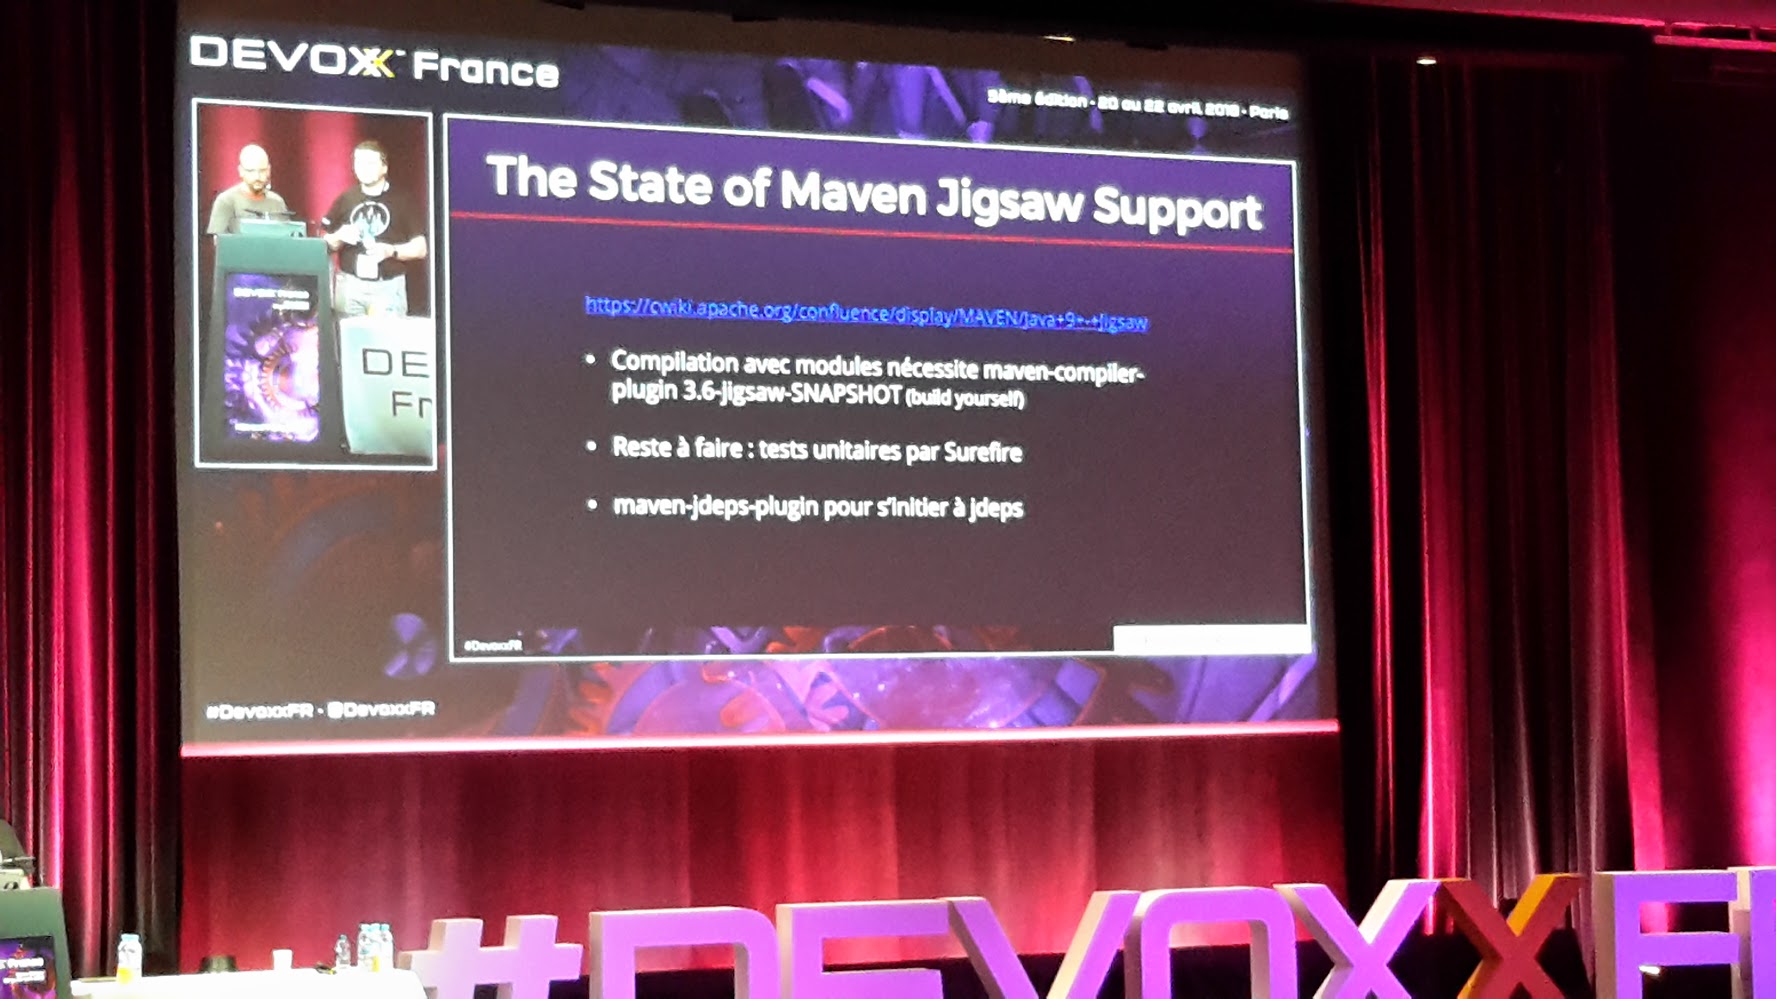 DEVOXX France
5ème édition - 20 au 22 avril 2016 - Paris
The State of Maven Jigsaw Support
https://cwiki.apache.org/confluence/display/MAVEN/Java+9+-+Jigsaw
• Compilation avec modules nécessite maven-compiler-
plugin 3.6-jigsaw-SNAPSHOT (build yourself)
• Reste à faire : tests unitaires par Surefire
• maven-jdeps-plugin pour s'initier à jdeps
#DevoxxFR
#DevoxxFR - @DevoxxFR
DEVOXX France
DE
Fr
#DEVOXXFR